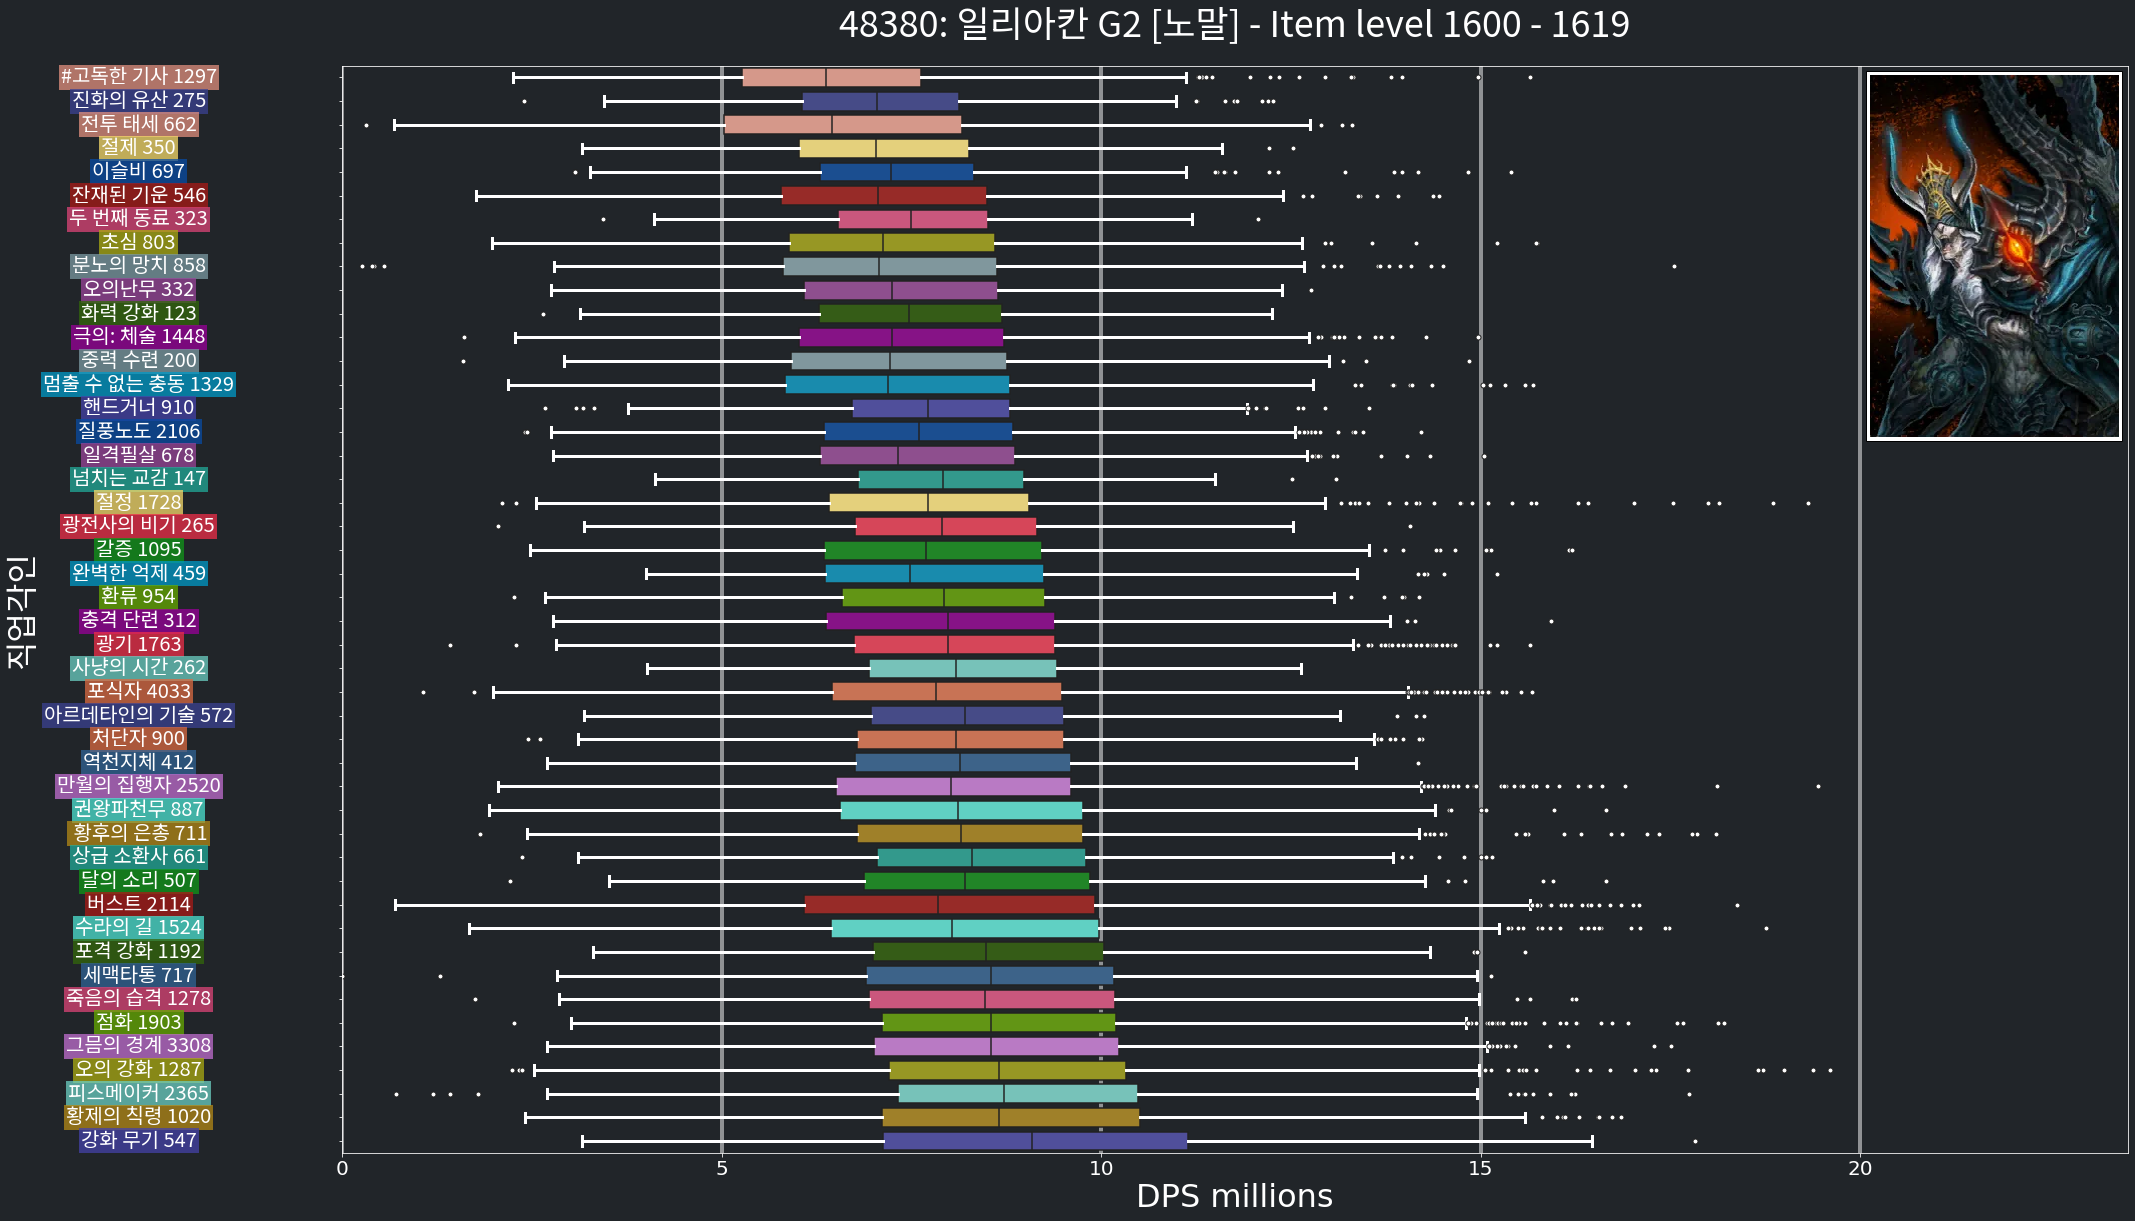 48380: 일리아칸 G2 [노말] - Item level 1600 - 1619
직업각인
#고독한 기사 1297
진화의 유산 275
전투 태세 662
절제 350
이슬비 697
잔재된 기운 546
두 번째 동료 323
초심 803
분노의 망치 858
오의난무 332
화력 강화 123
극의: 체술 1448
중력 수련 200
멈출 수 없는 충동 1329
핸드거너 910
질풍노도 2106
일격필살 678
넘치는 교감 147
절정 1728
광전사의 비기 265
갈증 1095
완벽한 억제 459
환류 954
충격 단련 312
광기 1763
사냥의 시간 262
포식자 4033
아르데타인의 기술 572
처단자 900
역천지체 412
만월의 집행자 2520
권왕파천무 887
황후의 은총 711
상급 소환사 661
달의 소리 507
버스트 2114
수라의 길 1524
포격 강화 1192
세맥타통 717
죽음의 습격 1278
점화 1903
그믐의 경계 3308
오의 강화 1287
피스메이커 2365
황제의 칙령 1020
강화 무기 547
0 5 10 15 20
DPS millions